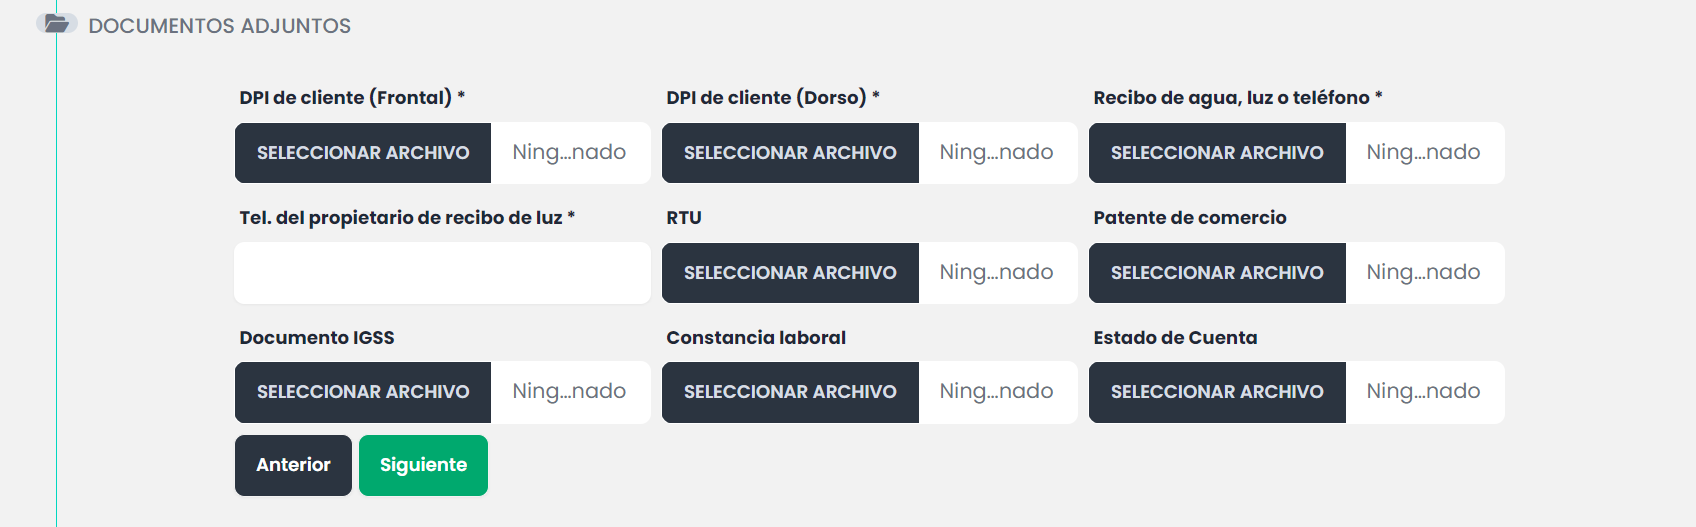 DOCUMENTOS ADJUNTOS
DPI de cliente (Frontal) * DPI de cliente (Dorso) * Recibo de agua, luz o teléfono *
SELECCIONAR ARCHIVO Ning...nado SELECCIONAR ARCHIVO Ning...nado SELECCIONAR ARCHIVO Ning...nado
Tel. del propietario de recibo de luz * RTU Patente de comercio
SELECCIONAR ARCHIVO Ning...nado SELECCIONAR ARCHIVO Ning...nado
Documento IGSS Constancia laboral Estado de Cuenta
SELECCIONAR ARCHIVO Ning...nado SELECCIONAR ARCHIVO Ning...nado SELECCIONAR ARCHIVO Ning...nado
Anterior Siguiente